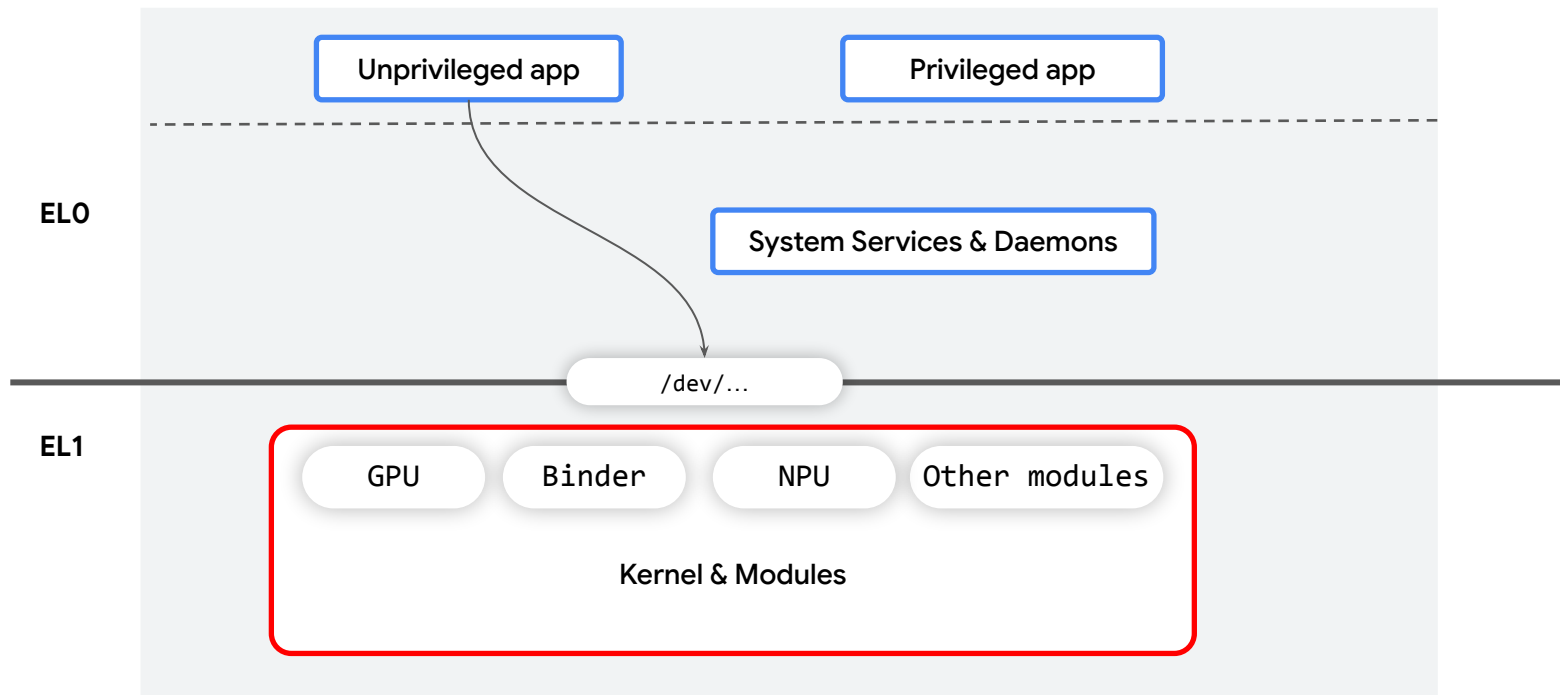 Unprivileged app
Privileged app
EL0
System Services & Daemons
/dev/...
EL1
GPU
Binder
NPU
Other modules
Kernel & Modules